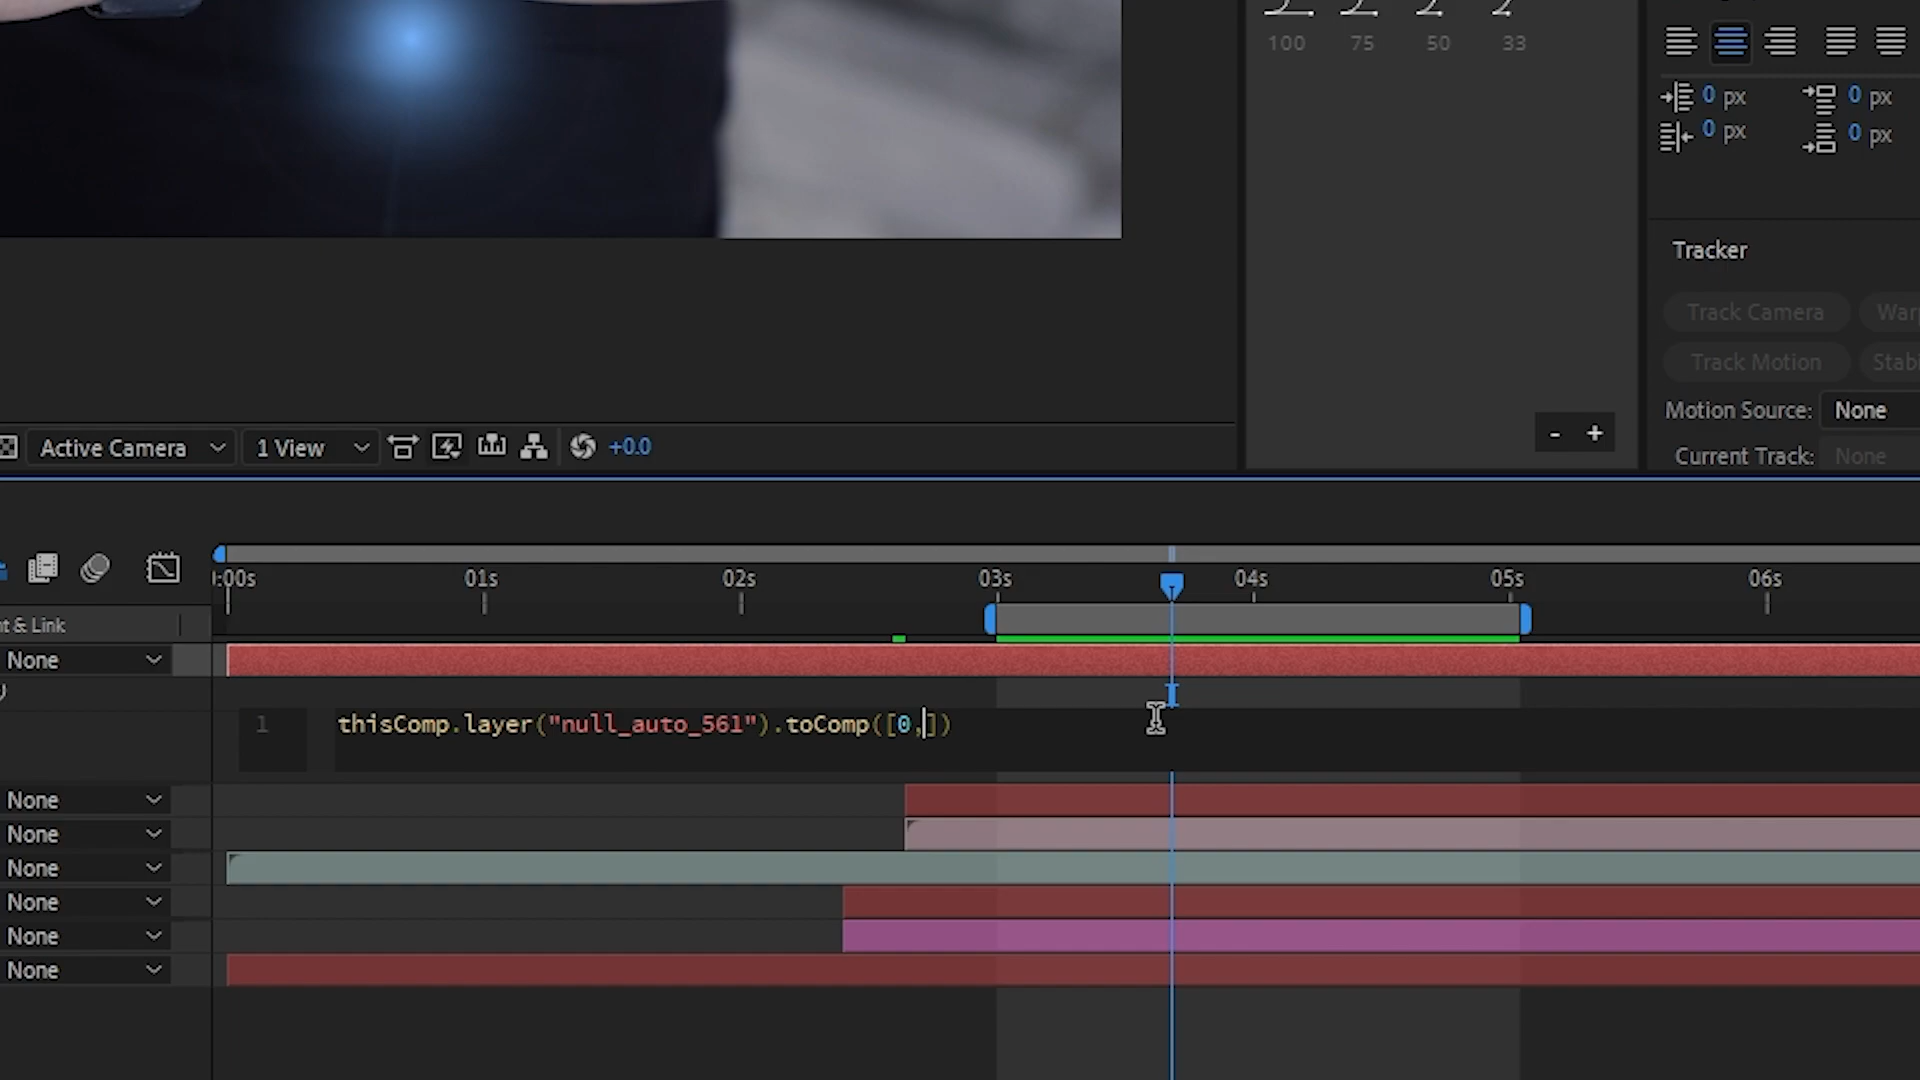 100 75 50 33
0 px 0 px
0 px 0 px
Tracker
Track Camera
Track Motion
Motion Source: None
Current Track: None
- +
Active Camera 1 View +0.0
01s 02s 03s 04s 05s 06s
& Link
None
1 thisComp.layer("null_auto_561").toComp([0,])
None
None
None
None
None
None